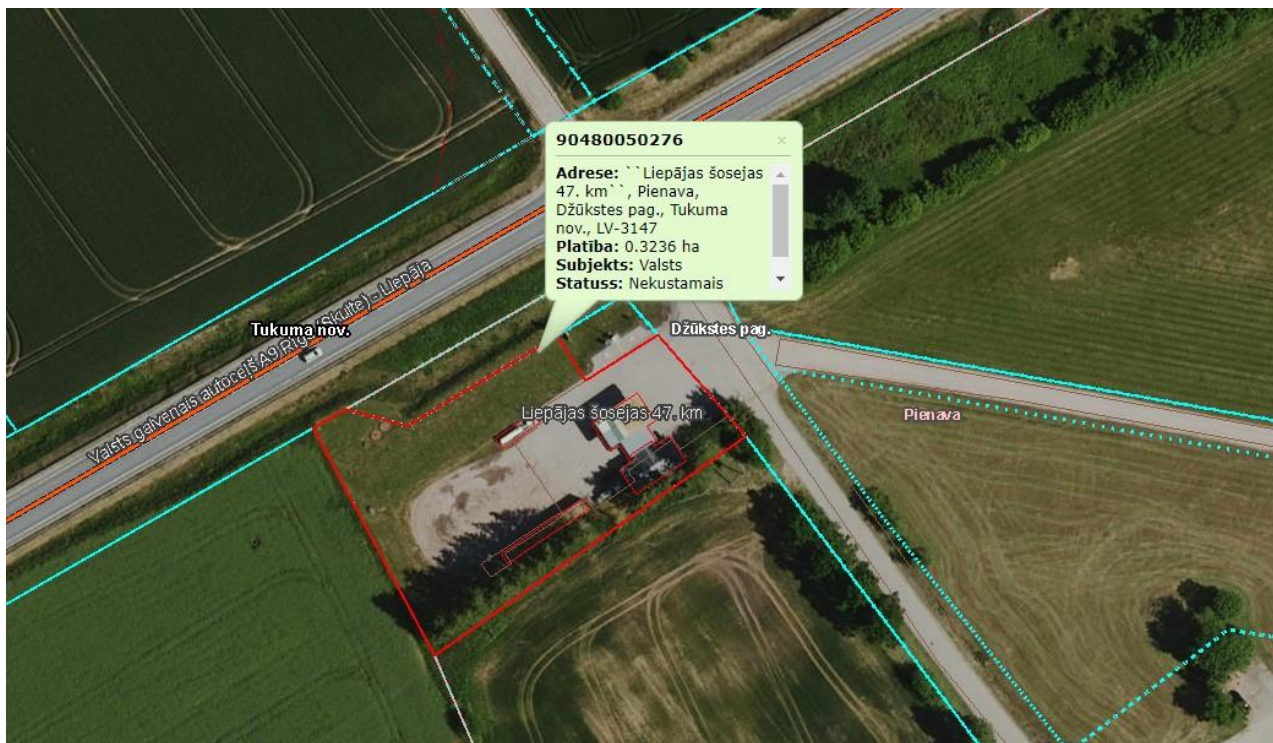 90480050276
×
Adrese: ``Liepājas šosejas
47. km``, Pienava,
Džūkstes pag., Tukuma
nov., LV-3147
Platība: 0.3236 ha
Subjekts: Valsts
Statuss: Nekustamais
Tukuma nov.
Džūkstes pag.
Valsts galvenais autoceļš A9 Rīga (Skulte) - Liepāja
Liepājas šosejas 47. km
Pienava